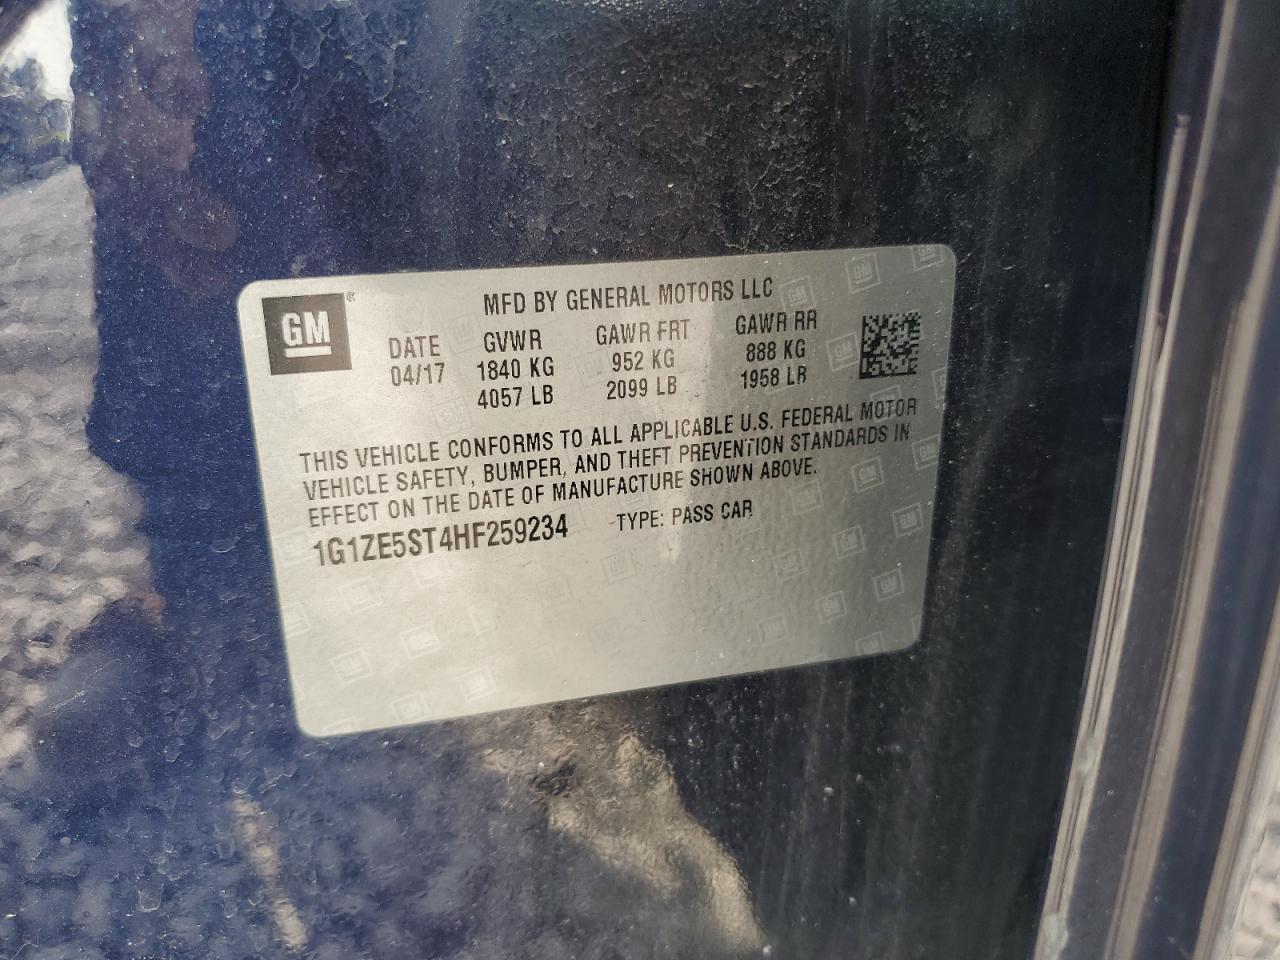 GM ®
MFD BY GENERAL MOTORS LLC
DATE GVWR GAWR FRT GAWR RR
04/17 1840 KG 952 KG 888 KG
4057 LB 2099 LB 1958 LB
THIS VEHICLE CONFORMS TO ALL APPLICABLE U.S. FEDERAL MOTOR
VEHICLE SAFETY, BUMPER, AND THEFT PREVENTION STANDARDS IN
EFFECT ON THE DATE OF MANUFACTURE SHOWN ABOVE.
1G1ZE5ST4HF259234 TYPE: PASS CAR